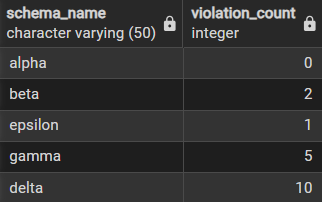 schema_name violation_count
character varying (50) integer
alpha 0
beta 2
epsilon 1
gamma 5
delta 10